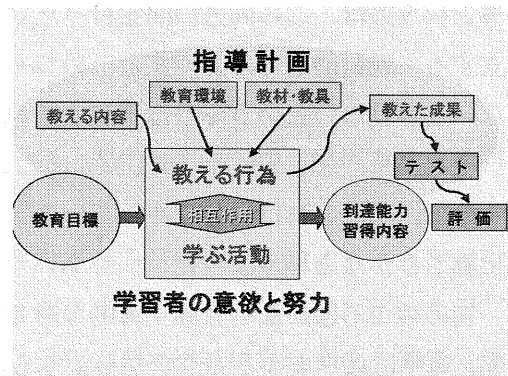 指導計画
教育環境
教材・教具
教える内容
教えた成果
教える行為
テスト
教育目標
相互作用
到達能力
習得内容
評価
学ぶ活動
学習者の意欲と努力